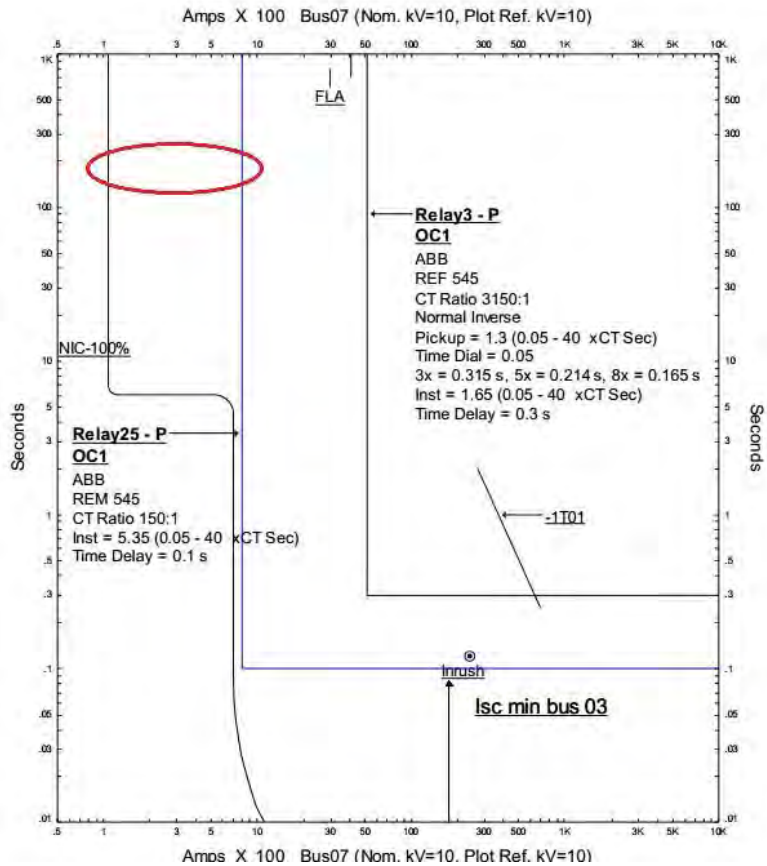 Amps X 100 Bus07 (Nom. kV=10, Plot Ref. kV=10)
.5 1 3 5 10 30 50 100 300 500 1K 3K 5K 10K
1K 1K
500 500
300 300
100 100
50 50
30 30
10 10
5 5
3 3
1 1
.5 .5
.3 .3
.1 .1
.05 .05
.03 .03
.01 .01
Seconds
Seconds
FLA
Relay3 - P
OC1
ABB
REF 545
CT Ratio 3150:1
Normal Inverse
Pickup = 1.3 (0.05 - 40 xCT Sec)
Time Dial = 0.05
3x = 0.315 s, 5x = 0.214 s, 8x = 0.165 s
Inst = 1.65 (0.05 - 40 xCT Sec)
Time Delay = 0.3 s
NIC-100%
Relay25 - P
OC1
ABB
REM 545
CT Ratio 150:1
Inst = 5.35 (0.05 - 40 xCT Sec)
Time Delay = 0.1 s
-1T01
Inrush
Isc min bus 03
.5 1 3 5 10 30 50 100 300 500 1K 3K 5K 10K
Amps X 100 Bus07 (Nom. kV=10, Plot Ref. kV=10)